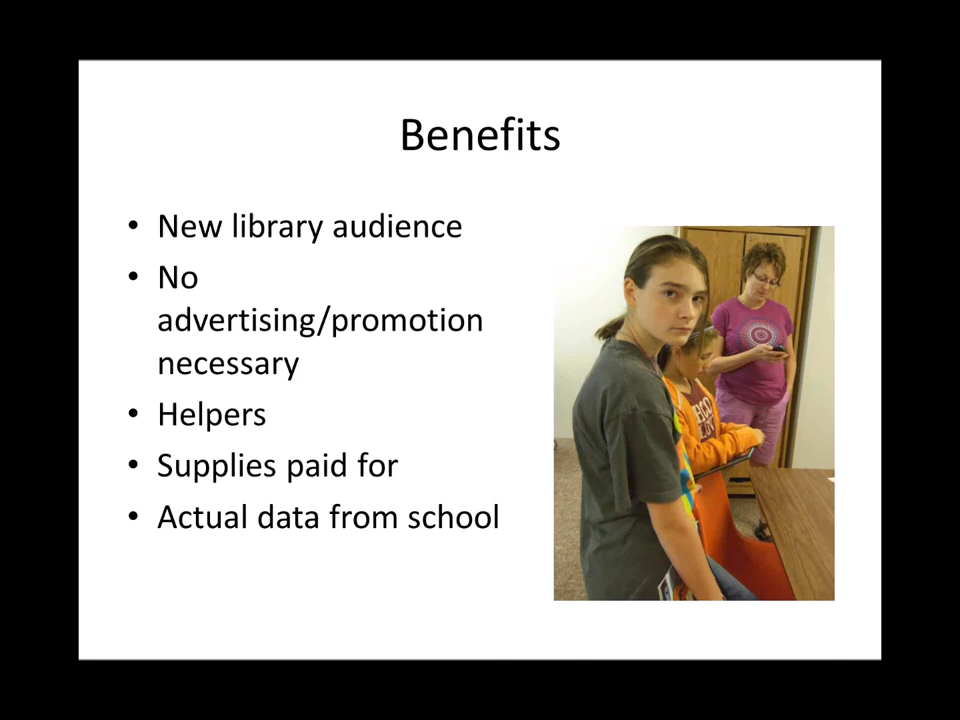 Benefits
• New library audience
• No
advertising/promotion
necessary
• Helpers
• Supplies paid for
• Actual data from school